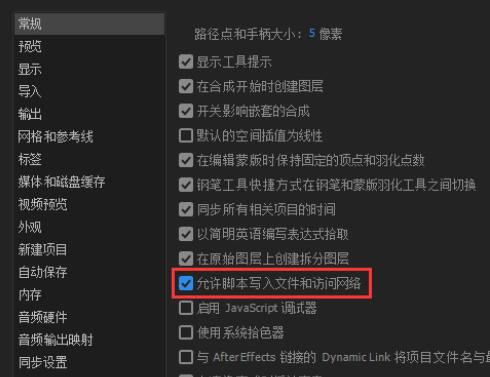 常规
预览
显示
导入
输出
网格和参考线
标签
媒体和磁盘缓存
视频预览
外观
新建项目
自动保存
内存
音频硬件
音频输出映射
同步设置
路径点和手柄大小: 5 像素
显示工具提示
在合成开始时创建图层
开关影响嵌套的合成
默认的空间插值为线性
在编辑蒙版时保持固定的顶点和羽化点数
钢笔工具快捷方式在钢笔和蒙版羽化工具之间切换
同步所有相关项目的时间
以简明英语编写表达式拾取
在原始图层上创建拆分图层
允许脚本写入文件和访问网络
启用 JavaScript 调试器
使用系统拾色器
与 AfterEffects 链接的 Dynamic Link 将项目文件名与